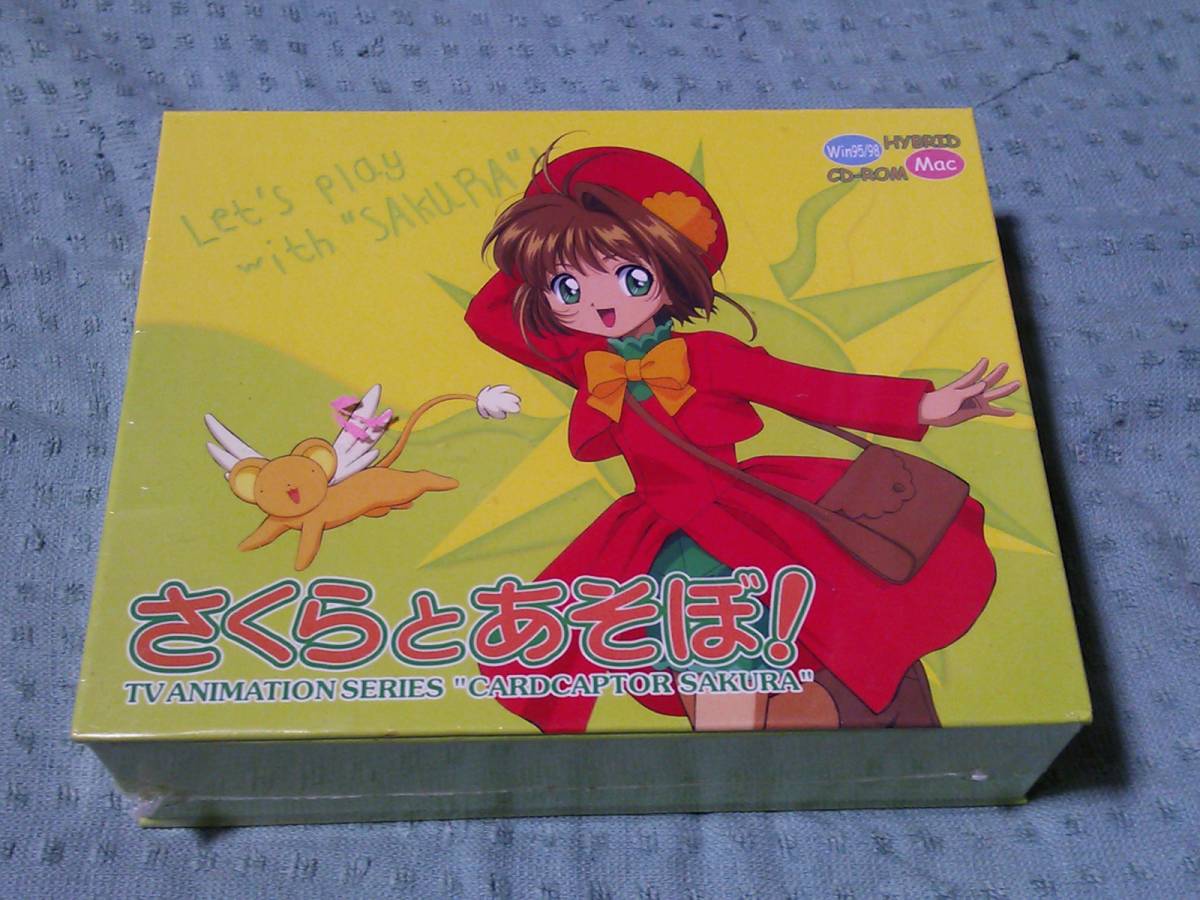 Let's play
with "SAKURA"!
Win95/98 HYBRID
CD-ROM Mac
さくらとあそぼ!
TV ANIMATION SERIES "CARDCAPTOR SAKURA"